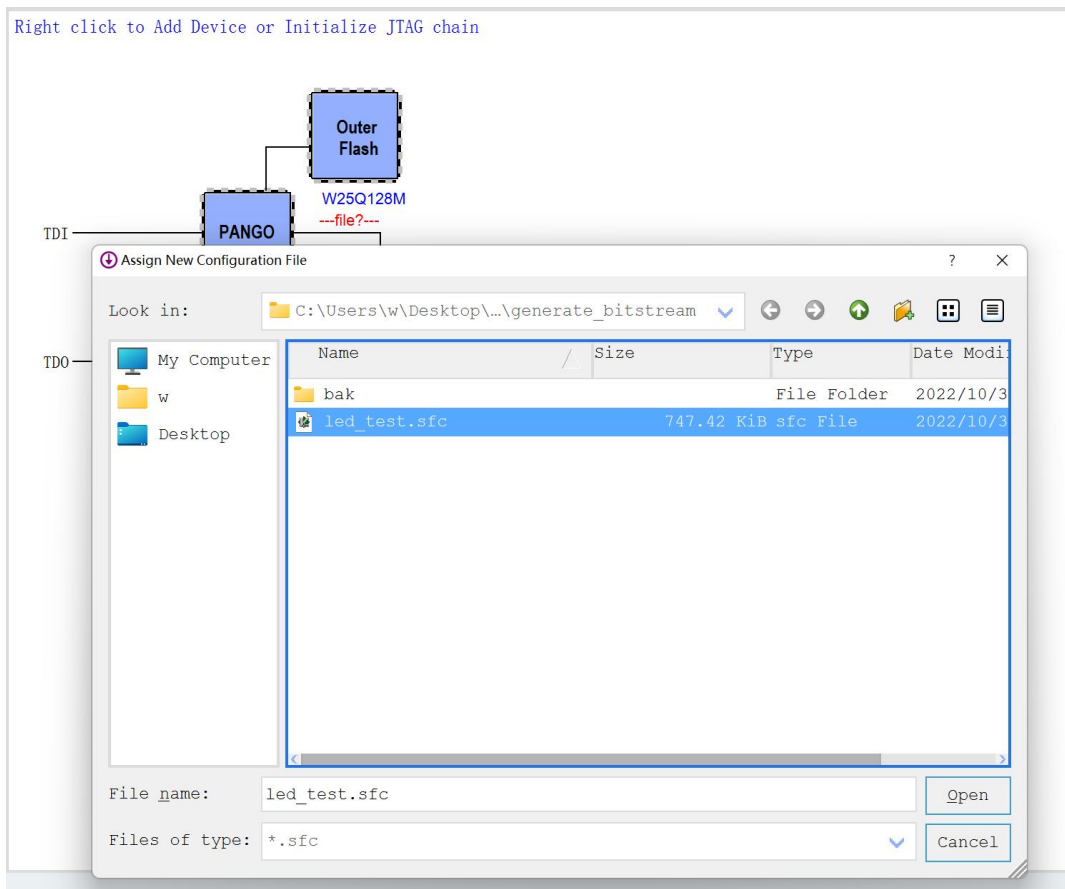 Right click to Add Device or Initialize JTAG chain
Outer
Flash
W25Q128M
---file?---
TDI
PANGO
TDO
Assign New Configuration File
?
Look in:
C:\Users\w\Desktop\…\generate_bitstream
My Computer
w
Desktop
Name Size Type Date Modi
bak File Folder 2022/10/3
led_test.sfc 747.42 KiB sfc File 2022/10/3
File name: led_test.sfc Open
Files of type: *.sfc Cancel